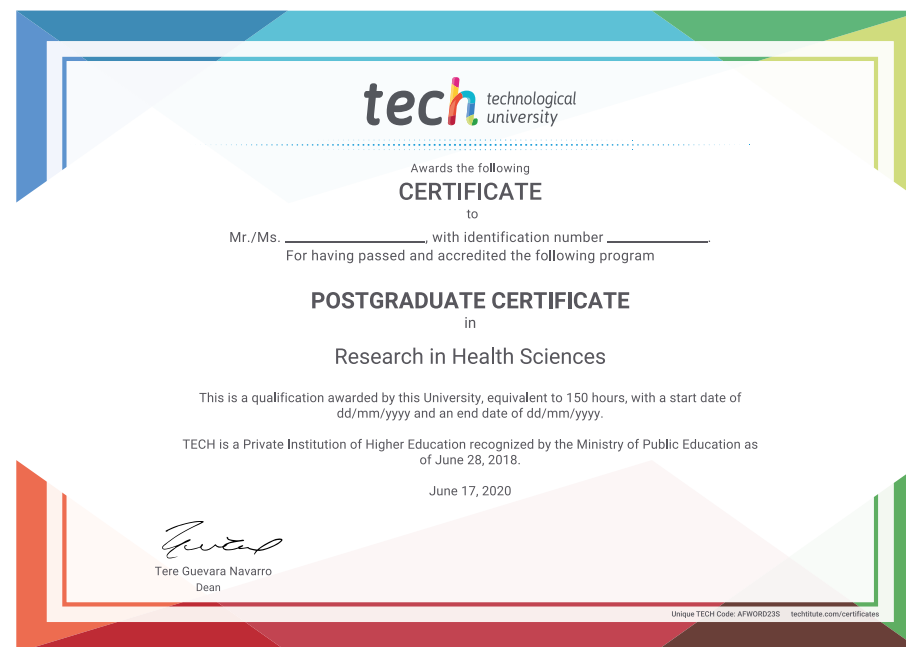 tech technological
university
Awards the following
CERTIFICATE
to
Mr./Ms. ____________________, with identification number ______________.
For having passed and accredited the following program
POSTGRADUATE CERTIFICATE
in
Research in Health Sciences
This is a qualification awarded by this University, equivalent to 150 hours, with a start date of
dd/mm/yyyy and an end date of dd/mm/yyyy.
TECH is a Private Institution of Higher Education recognized by the Ministry of Public Education as
of June 28, 2018.
June 17, 2020
Tere Guevara Navarro
Dean
Unique TECH Code: AFWORD23S techtitute.com/certificates